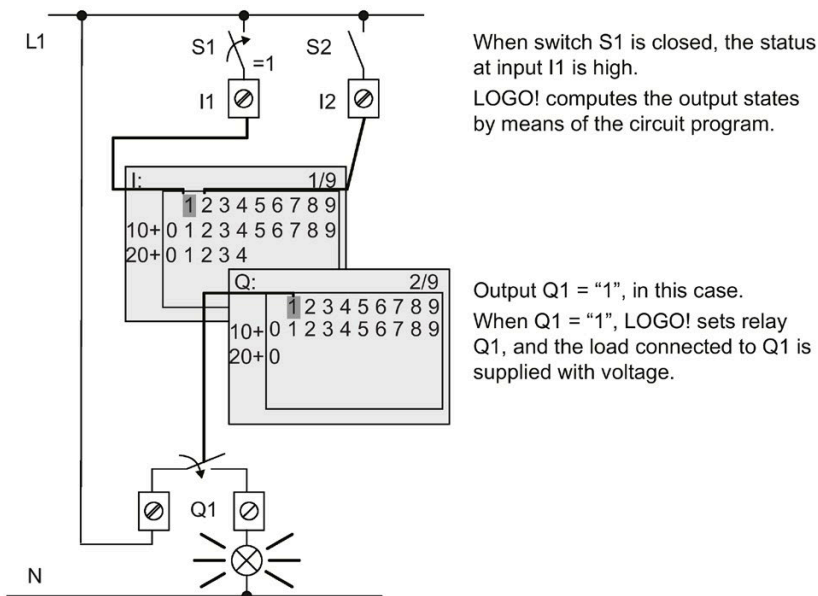 L1
S1
=1
S2
I1
I2
When switch S1 is closed, the status
at input I1 is high.
LOGO! computes the output states
by means of the circuit program.
I: 1/9
1 2 3 4 5 6 7 8 9
10+ 0 1 2 3 4 5 6 7 8 9
20+ 0 1 2 3 4
Q: 2/9
1 2 3 4 5 6 7 8 9
10+ 0 1 2 3 4 5 6 7 8 9
20+ 0
Output Q1 = “1”, in this case.
When Q1 = “1”, LOGO! sets relay
Q1, and the load connected to Q1 is
supplied with voltage.
Q1
N